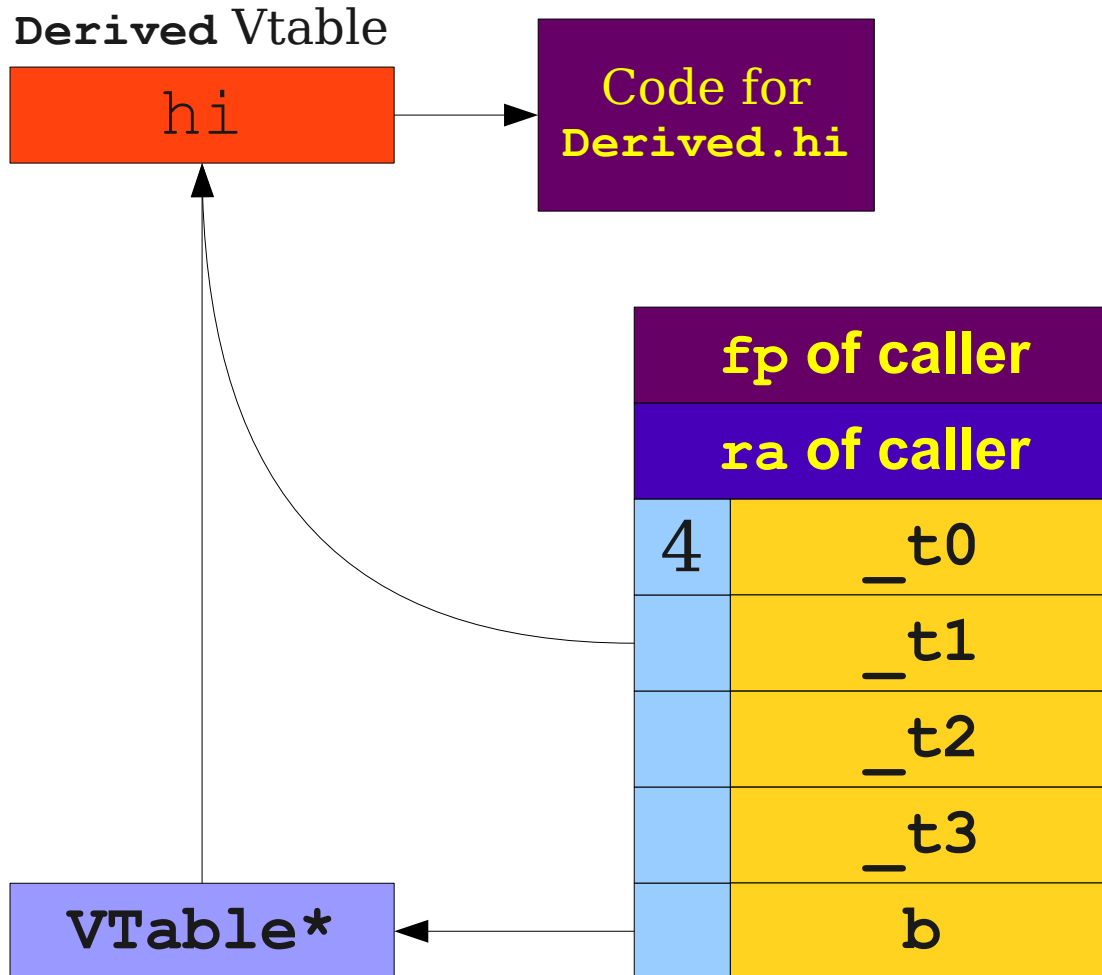 Derived Vtable
hi
Code for
Derived.hi
fp of caller
ra of caller
4 _t0
_t1
_t2
_t3
VTable* b